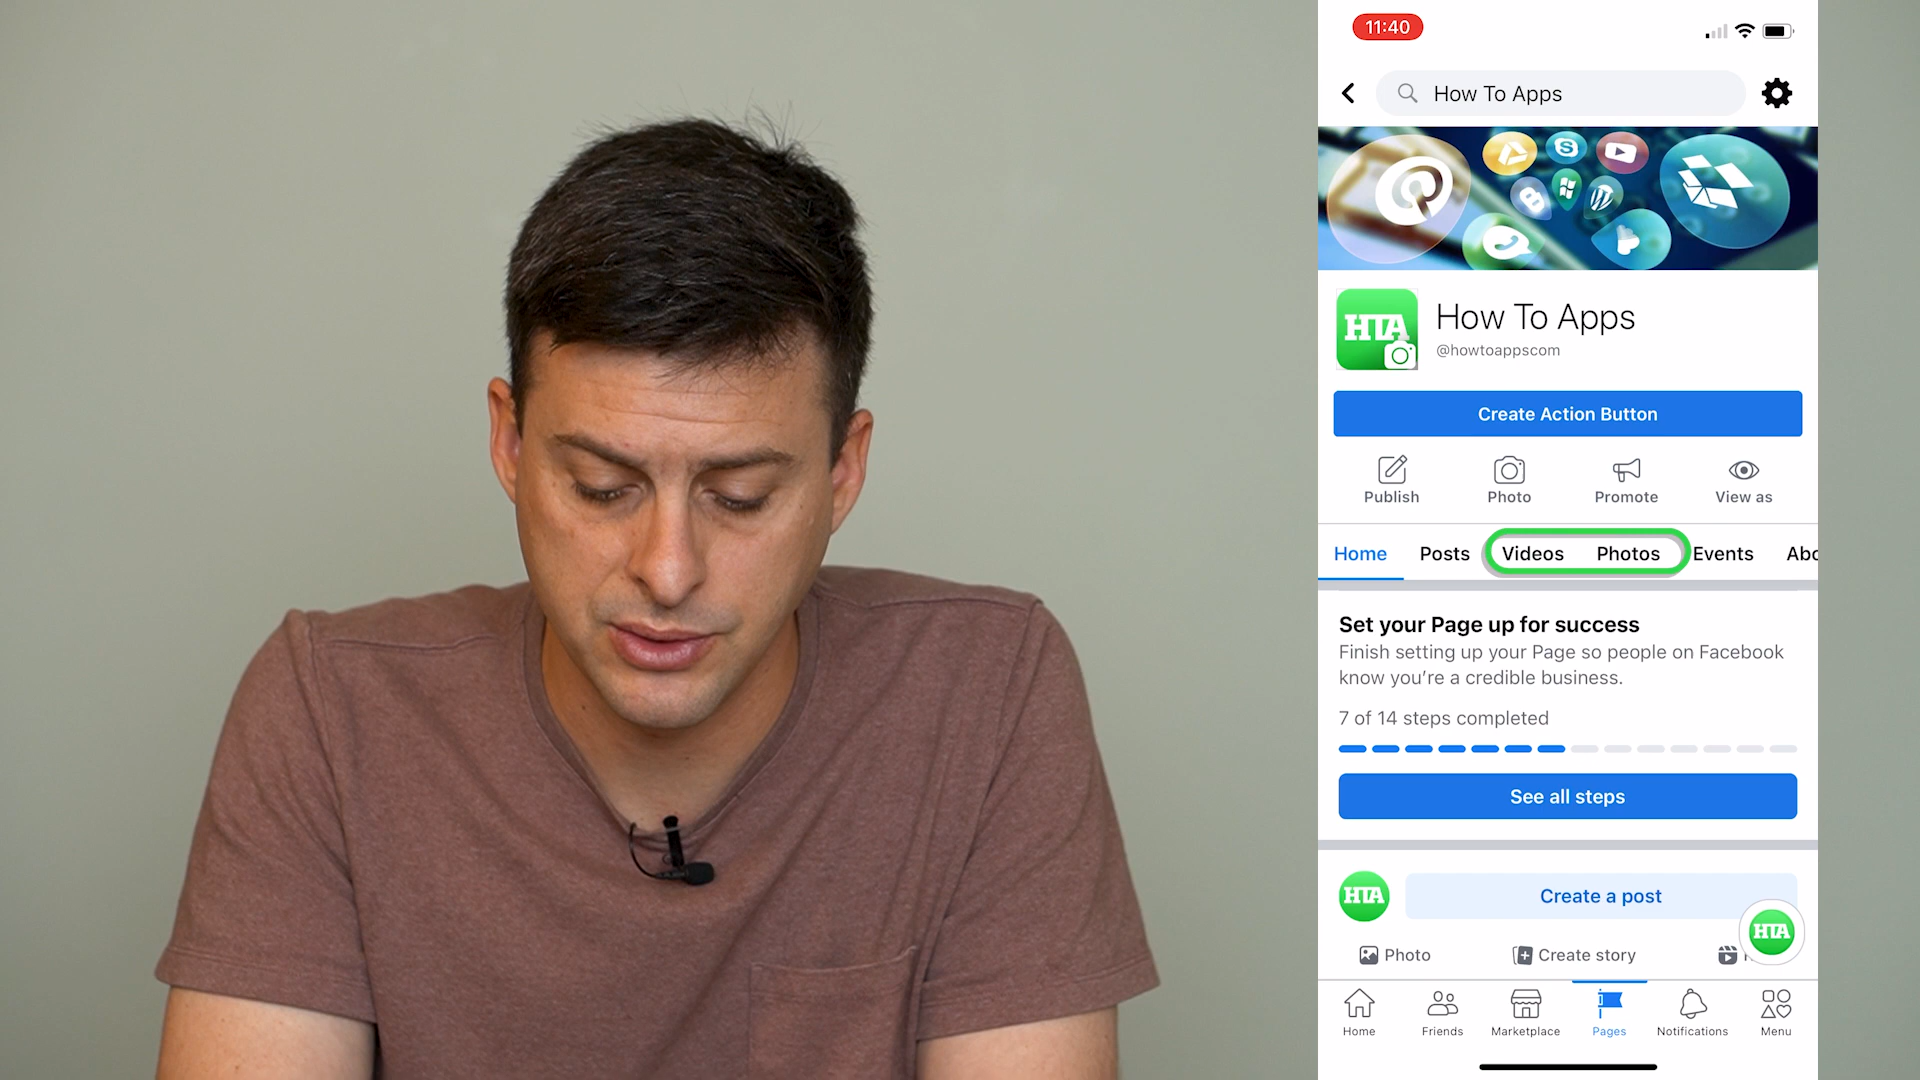 11:40
How To Apps
HTA
How To Apps
@howtoappscom
Create Action Button
Publish Photo Promote View as
Home Posts Videos Photos Events
Set your Page up for success
Finish setting up your Page so people on Facebook
know you're a credible business.
7 of 14 steps completed
See all steps
HTA
Create a post
HTA
Photo Create story
Home Friends Marketplace Pages Notifications Menu